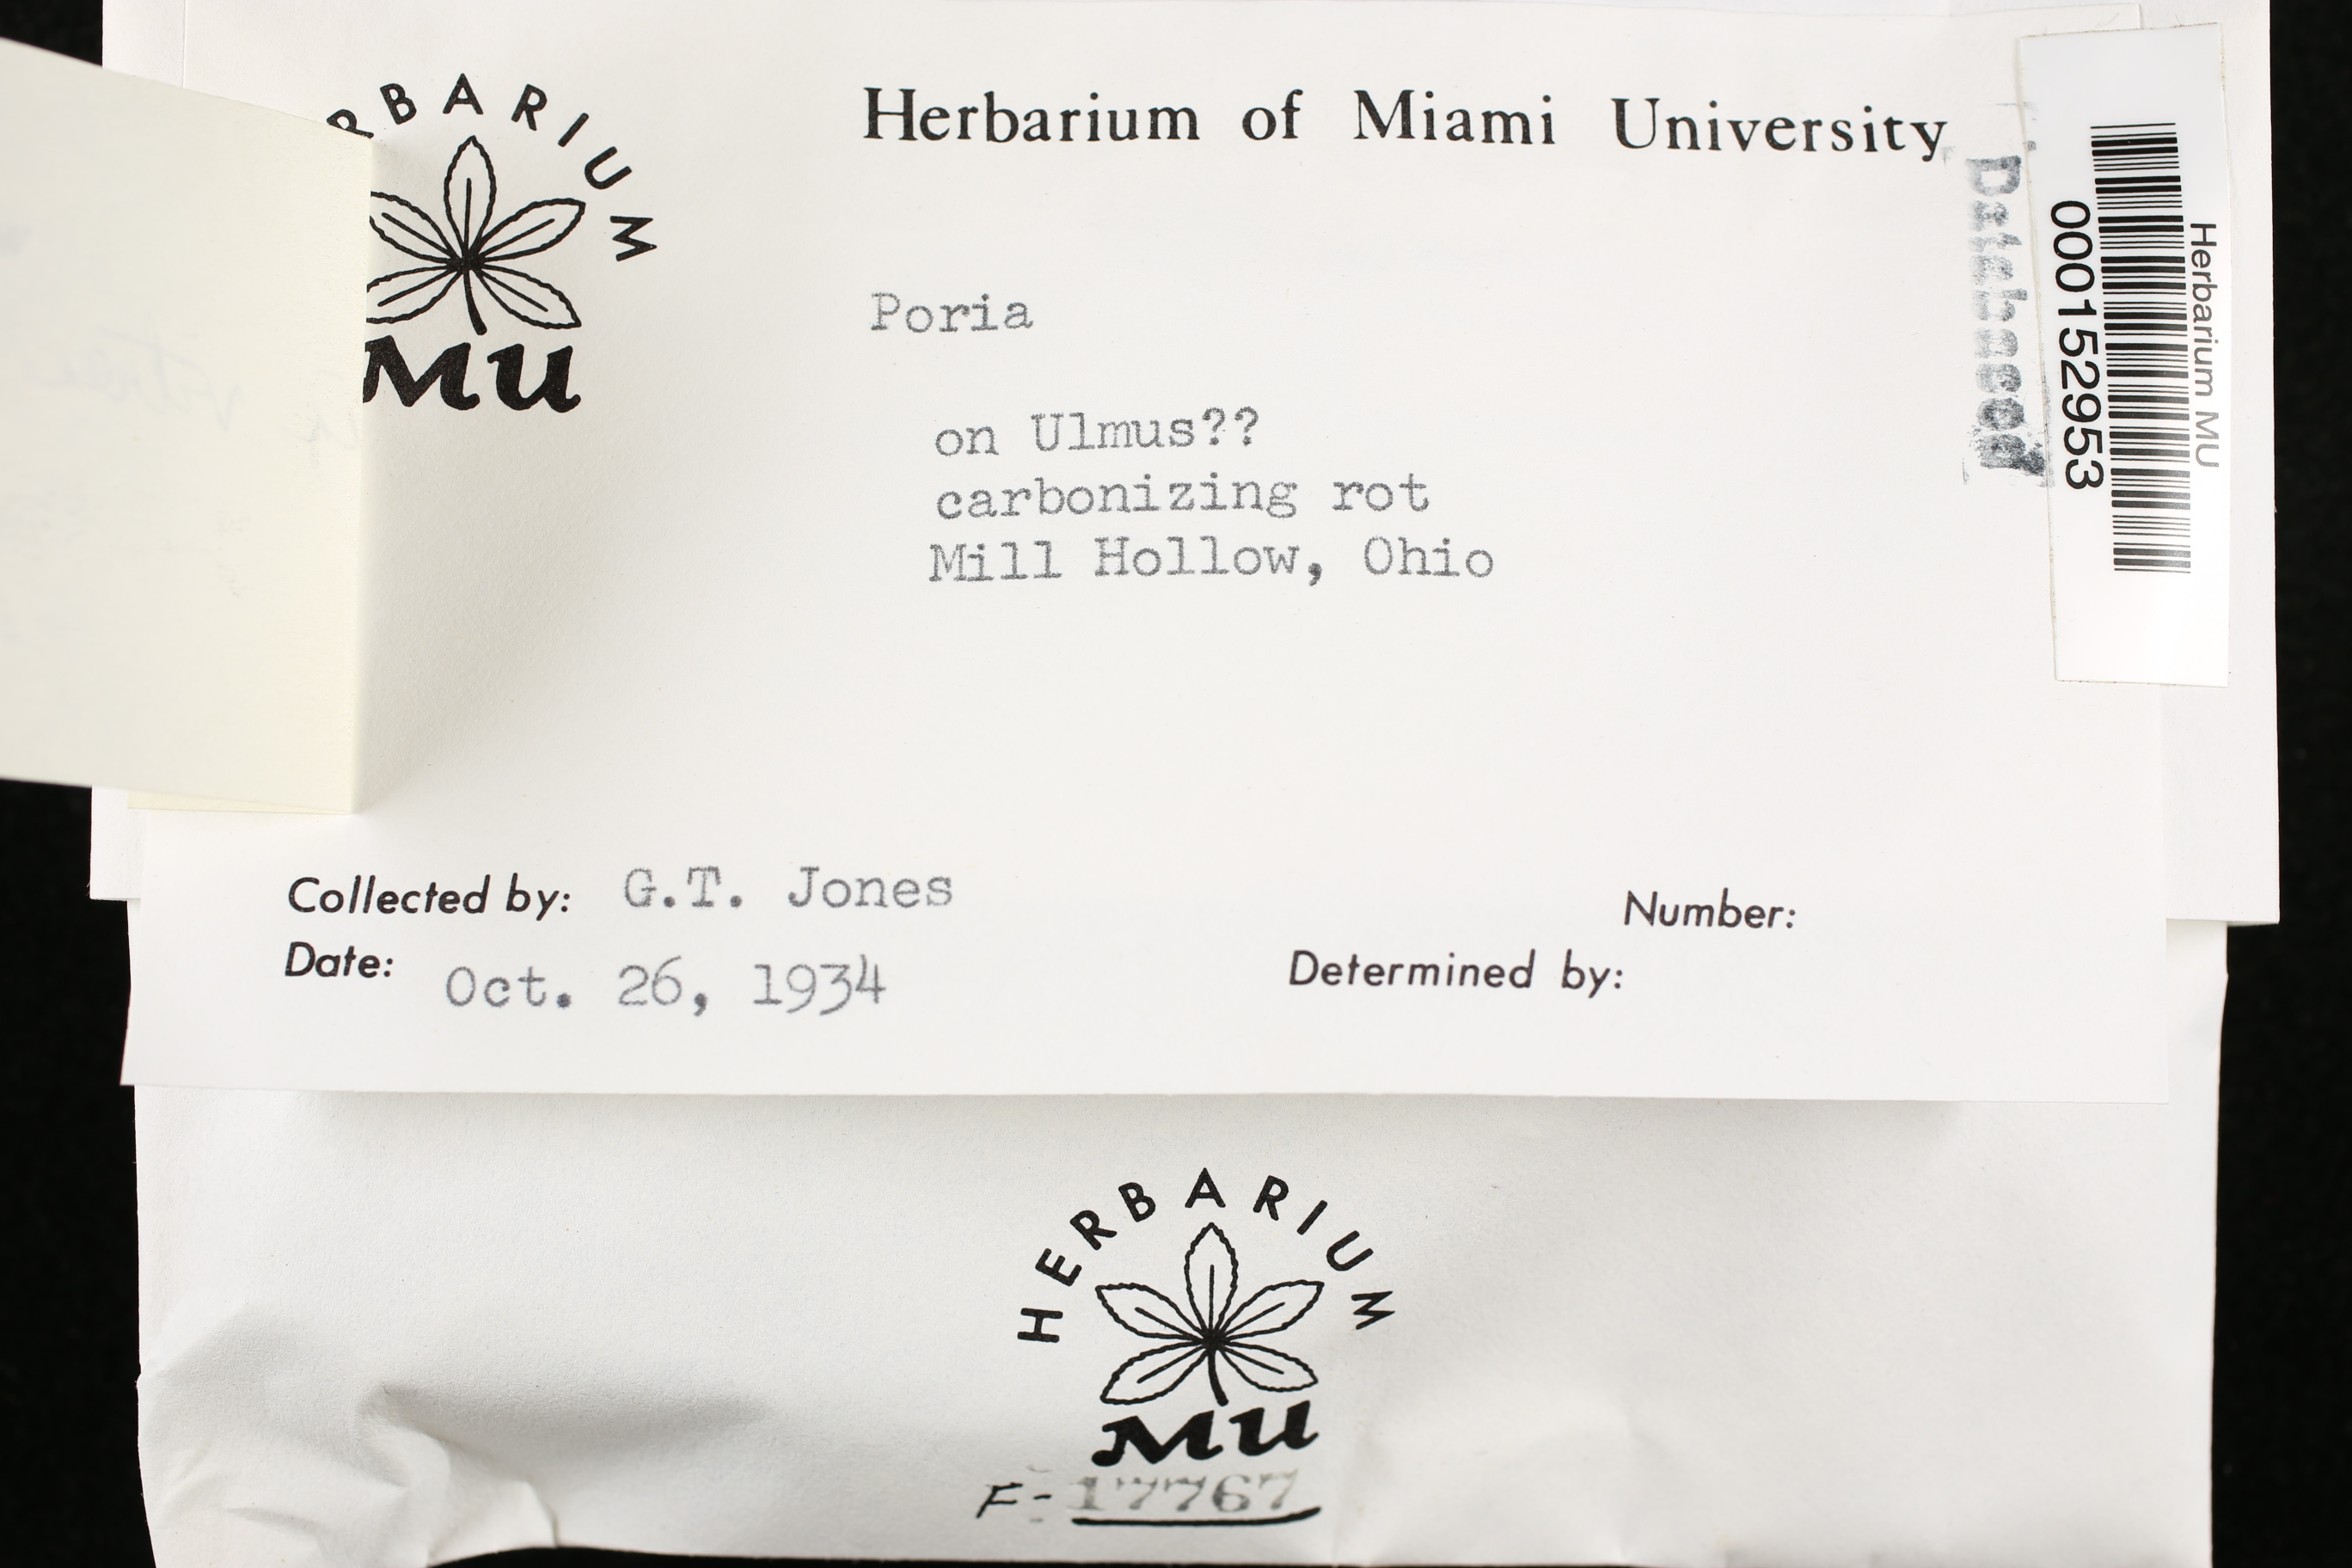 HERBARIUM
MU
Herbarium of Miami University
Databased
000152953
Herbarium MU
Poria
on Ulmus??
carbonizing rot
Mill Hollow, Ohio
Collected by: G.T. Jones
Number:
Date: Oct. 26, 1934
Determined by:
HERBARIUM
MU
F-17767